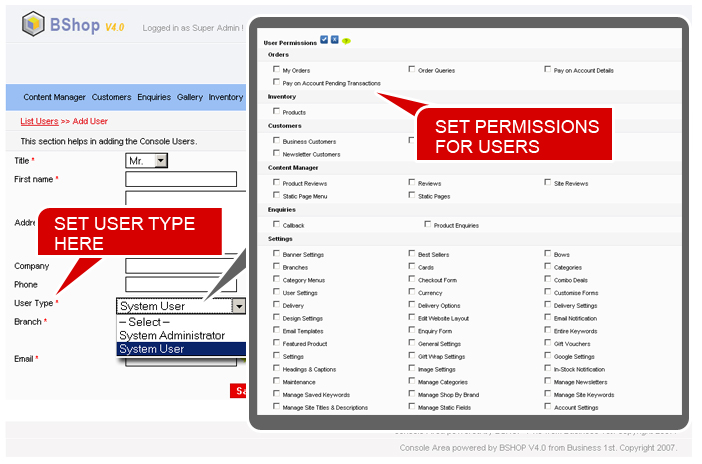 BShop V4.0
Logged in as Super Admin !
Content Manager Customers Enquiries Gallery Inventory
List Users >> Add User
This section helps in adding the Console Users.
Title *
Mr.
First name *
Address
SET USER TYPE
HERE
Company
Phone
User Type *
System User
-- Select --
System Administrator
System User
Branch *
Email *
User Permissions
Orders
My Orders
Order Queries
Pay on Account Details
Pay on Account Pending Transactions
Inventory
Products
SET PERMISSIONS
FOR USERS
Customers
Business Customers
Newsletter Customers
Content Manager
Product Reviews
Reviews
Site Reviews
Static Page Menu
Static Pages
Enquiries
Callback
Product Enquiries
Settings
Banner Settings
Best Sellers
Bows
Branches
Cards
Categories
Category Menus
Checkout Form
Combo Deals
User Settings
Currency
Customise Forms
Delivery
Delivery Options
Delivery Settings
Design Settings
Edit Website Layout
Email Notification
Email Templates
Enquiry Form
Entire Keywords
Featured Product
General Settings
Gift Vouchers
Settings
Gift Wrap Settings
Google Settings
Headings & Captions
Image Settings
In-Stock Notification
Maintenance
Manage Categories
Manage Newsletters
Manage Saved Keywords
Manage Shop By Brand
Manage Site Keywords
Manage Site Titles & Descriptions
Manage Static Fields
Account Settings
Console Area powered by BSHOP V4.0 from Business 1st. Copyright 2007.